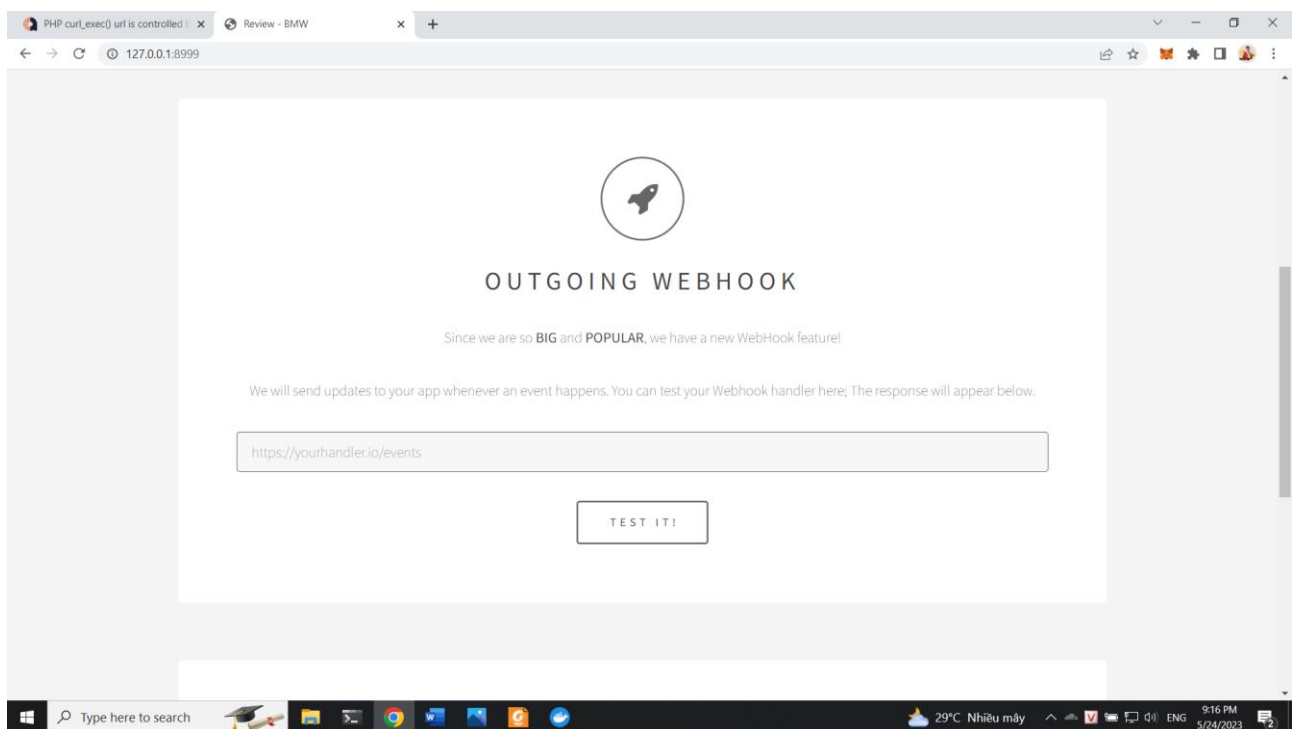 PHP curl_exec() url is controlled
Review - BMW
127.0.0.1:8999
OUTGOING WEBHOOK
Since we are so BIG and POPULAR, we have a new WebHook feature!
We will send updates to your app whenever an event happens. You can test your Webhook handler here; The response will appear below.
https://yourhandler.io/events
TEST IT!
Type here to search
29°C Nhiều mây
ENG
9:16 PM
5/24/2023